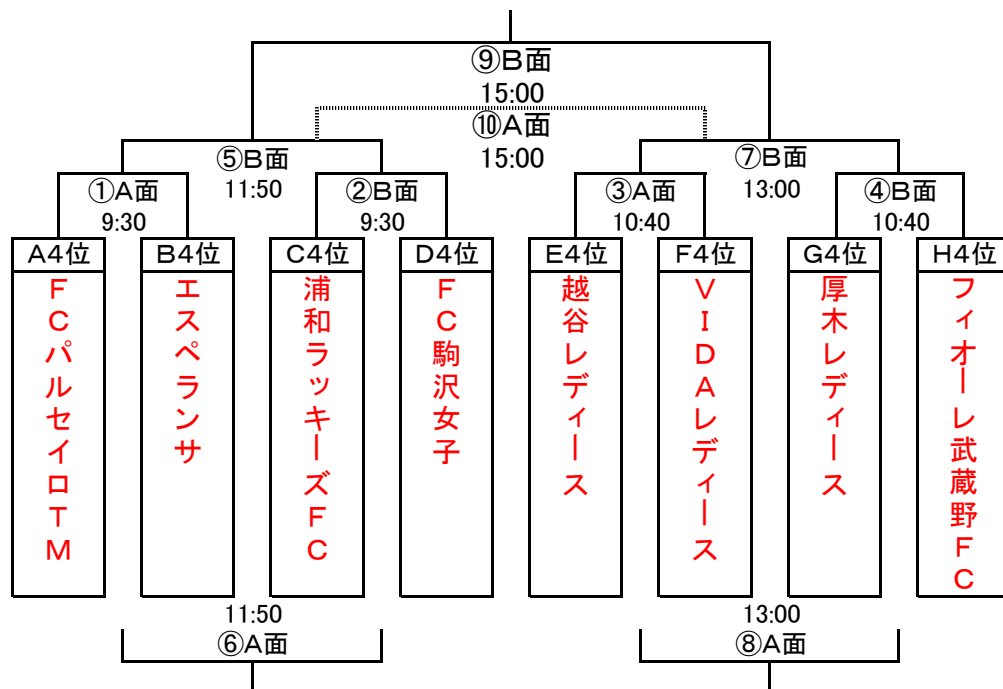 ⑨B面
15:00
⑩A面
15:00
⑤B面
11:50
⑦B面
13:00
①A面
9:30
②B面
9:30
③A面
10:40
④B面
10:40
A4位
B4位
C4位
D4位
E4位
F4位
G4位
H4位
FCパルセイロTM
エスペランサ
浦和ラッキーズFC
FC駒沢女子
越谷レディース
VIDAレディース
厚木レディース
フィオーレ武蔵野FC
11:50
⑥A面
13:00
⑧A面